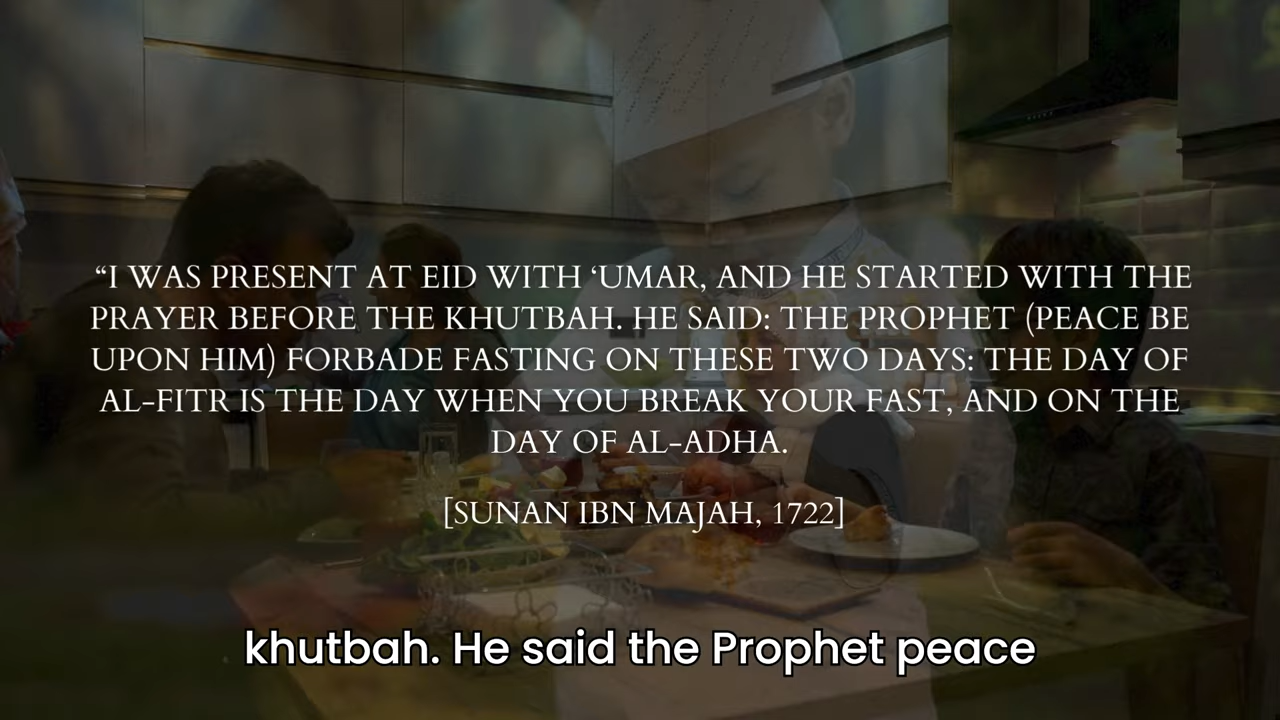 “I WAS PRESENT AT EID WITH ‘UMAR, AND HE STARTED WITH THE
PRAYER BEFORE THE KHUTBAH. HE SAID: THE PROPHET (PEACE BE
UPON HIM) FORBADE FASTING ON THESE TWO DAYS: THE DAY OF
AL-FITR IS THE DAY WHEN YOU BREAK YOUR FAST, AND ON THE
DAY OF AL-ADHA.
[SUNAN IBN MAJAH, 1722]
khutbah. He said the Prophet peace